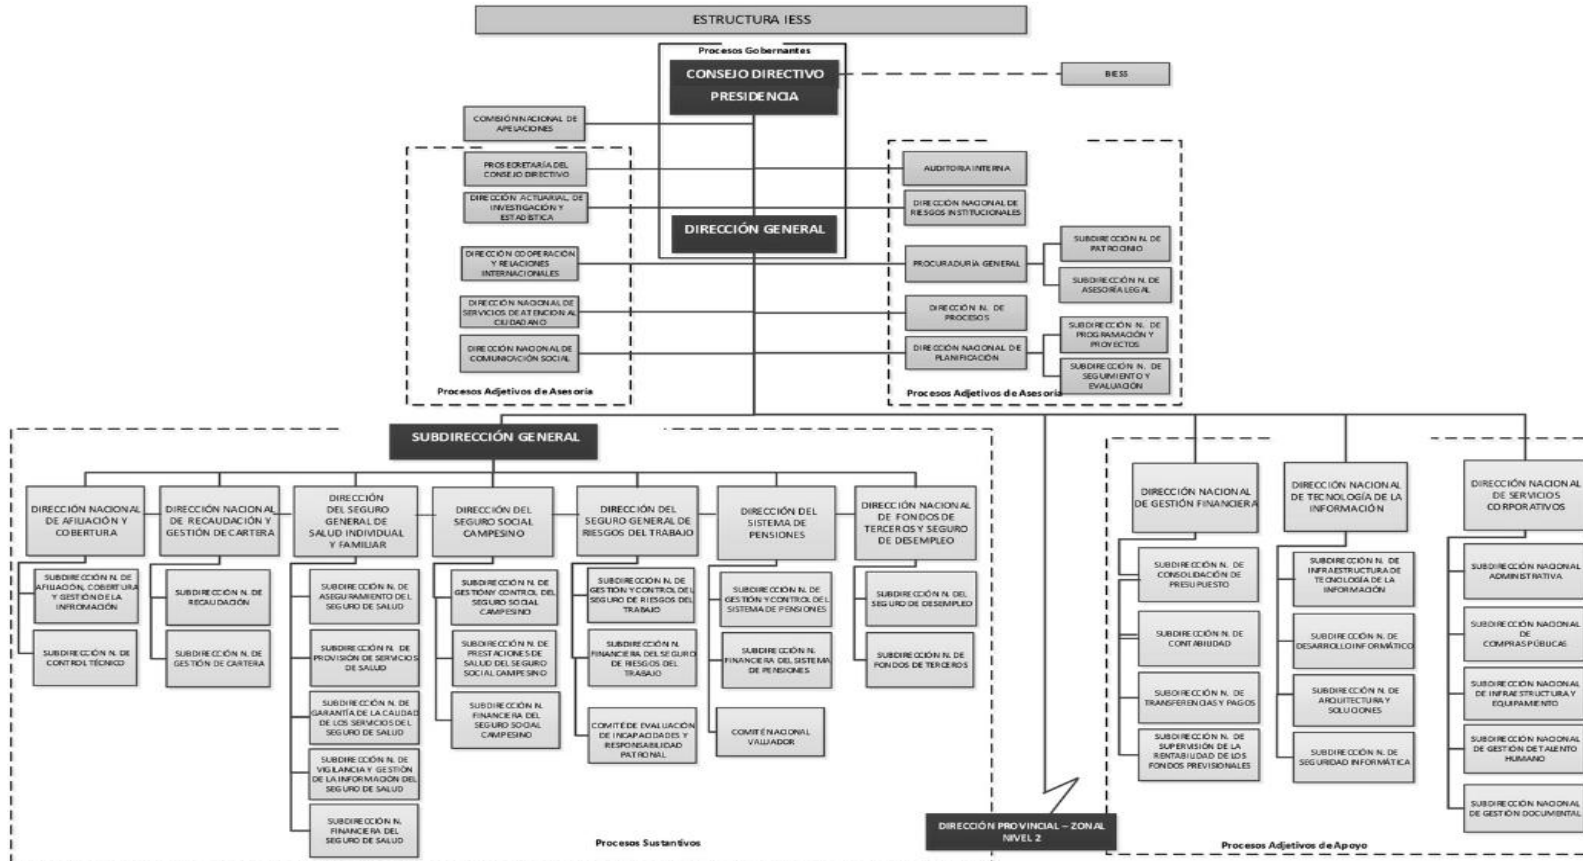 ESTRUCTURA IESS
Procesos Gobernantes
CONSEJO DIRECTIVO
PRESIDENCIA
BIESS
COMISIÓN NACIONAL DE
APELACIONES
PROSECRETARÍA DEL
CONSEJO DIRECTIVO
AUDITORIA INTERNA
DIRECCIÓN ACTUARIAL, DE
INVESTIGACIÓN Y
ESTADÍSTICA
DIRECCIÓN NACIONAL DE
RIESGOS INSTITUCIONALES
DIRECCIÓN GENERAL
DIRECCIÓN COOPERACIÓN
Y RELACIONES
INTERNACIONALES
PROCURADURÍA GENERAL
SUBDIRECCIÓN N. DE
PATROCINIO
SUBDIRECCIÓN N. DE
ASESORÍA LEGAL
DIRECCIÓN NACIONAL DE
SERVICIOS DE ATENCION AL
CIUDADANO
DIRECCIÓN N. DE
PROCESOS
DIRECCIÓN NACIONAL DE
COMUNICACIÓN SOCIAL
DIRECCIÓN NACIONAL DE
PLANIFICACIÓN
SUBDIRECCIÓN N. DE
PROGRAMACIÓN Y
PROYECTOS
SUBDIRECCIÓN N. DE
SEGUIMIENTO Y
EVALUACIÓN
Procesos Adjetivos de Asesoría
Procesos Adjetivos de Asesoría
SUBDIRECCIÓN GENERAL
DIRECCIÓN NACIONAL
DE AFILIACIÓN Y
COBERTURA
SUBDIRECCIÓN N. DE
AFILIACIÓN, COBERTURA
Y GESTIÓN DE LA
INFROMACIÓN
SUBDIRECCIÓN N. DE
CONTROL TÉCNICO
DIRECCIÓN NACIONAL
DE RECAUDACIÓN Y
GESTIÓN DE CARTERA
SUBDIRECCIÓN N. DE
RECAUDACIÓN
SUBDIRECCIÓN N. DE
GESTIÓN DE CARTERA
DIRECCIÓN
DEL SEGURO
GENERAL DE
SALUD INDIVIDUAL
Y FAMILIAR
SUBDIRECCIÓN N. DE
ASEGURAMIENTO DEL
SEGURO DE SALUD
SUBDIRECCIÓN N. DE
PROVISIÓN DE SERVICIOS
DE SALUD
SUBDIRECCIÓN N. DE
GARANTÍA DE LA CAUDAD
DE LOS SERVICIOS DEL
SEGURO DE SALUD
SUBDIRECCIÓN N. DE
VIGILANCIA Y GESTIÓN
DE LA INFORMACIÓN DEL
SEGURO DE SALUD
SUBDIRECCIÓN N.
FINANCIERA DEL
SEGURO DE SALUD
DIRECCIÓN DEL
SEGURO SOCIAL
CAMPESINO
SUBDIRECCIÓN N. DE
GESTIÓN Y CONTROL DEL
SEGURO SOCIAL
CAMPESINO
SUBDIRECCIÓN N. DE
PRESTACIONES DE
SALUD DEL SEGURO
SOCIAL CAMPESINO
SUBDIRECCIÓN N.
FINANCIERA DEL
SEGURO SOCIAL
CAMPESINO
DIRECCIÓN DEL
SEGURO GENERAL DE
RIESGOS DEL TRABAJO
SUBDIRECCIÓN N. DE
GESTIÓN Y CONTROL DEL
SEGURO DE RIESGOS DEL
TRABAJO
SUBDIRECCIÓN N.
FINANCIERA DEL SEGURO
DE RIESGOS DEL
TRABAJO
COMITÉ DE EVALUACIÓN
DE INCAPACIDADES Y
RESPONSABILIDAD
PATRONAL
DIRECCIÓN DEL
SISTEMA DE
PENSIONES
SUBDIRECCIÓN N. DE
GESTIÓN Y CONTROL DEL
SISTEMA DE PENSIONES
SUBDIRECCIÓN N.
FINANCIERA DEL SISTEMA
DE PENSIONES
COMITÉ NACIONAL
VALUADOR
DIRECCIÓN NACIONAL
DE FONDOS DE
TERCEROS Y SEGURO
DE DESEMPLEO
SUBDIRECCIÓN N. DEL
SEGURO DE DESEMPLEO
SUBDIRECCIÓN N. DE
FONDOS DE TERCEROS
Procesos Sustantivos
DIRECCIÓN PROVINCIAL – ZONAL
NIVEL 2
DIRECCIÓN NACIONAL
DE GESTIÓN FINANCIERA
SUBDIRECCIÓN N. DE
CONSOLIDACIÓN DE
PRESUPUESTO
SUBDIRECCIÓN N. DE
CONTABILIDAD
SUBDIRECCIÓN N. DE
TRANSFERENCIAS Y PAGOS
SUBDIRECCIÓN N. DE
SUPERVISIÓN DE LA
RENTABILIDAD DE LOS
FONDOS PREVISIONALES
DIRECCIÓN NACIONAL
DE TECNOLOGÍA DE LA
INFORMACIÓN
SUBDIRECCIÓN N. DE
INFRAESTRUCTURA DE
TECNOLOGÍA DE LA
INFORMACIÓN
SUBDIRECCIÓN N. DE
DESARROLLO INFORMÁTICO
SUBDIRECCIÓN N. DE
ARQUITECTURA Y
SOLUCIONES
SUBDIRECCIÓN N. DE
SEGURIDAD INFORMÁTICA
DIRECCIÓN NACIONAL
DE SERVICIOS
CORPORATIVOS
SUBDIRECCIÓN NACIONAL
ADMINISTRATIVA
SUBDIRECCIÓN NACIONAL
DE
COMPRAS PÚBLICAS
SUBDIRECCIÓN NACIONAL
DE INFRAESTRUCTURA Y
EQUIPAMIENTO
SUBDIRECCIÓN NACIONAL
DE GESTIÓN DE TALENTO
HUMANO
SUBDIRECCIÓN NACIONAL
DE GESTIÓN DOCUMENTAL
Procesos Adjetivos de Apoyo